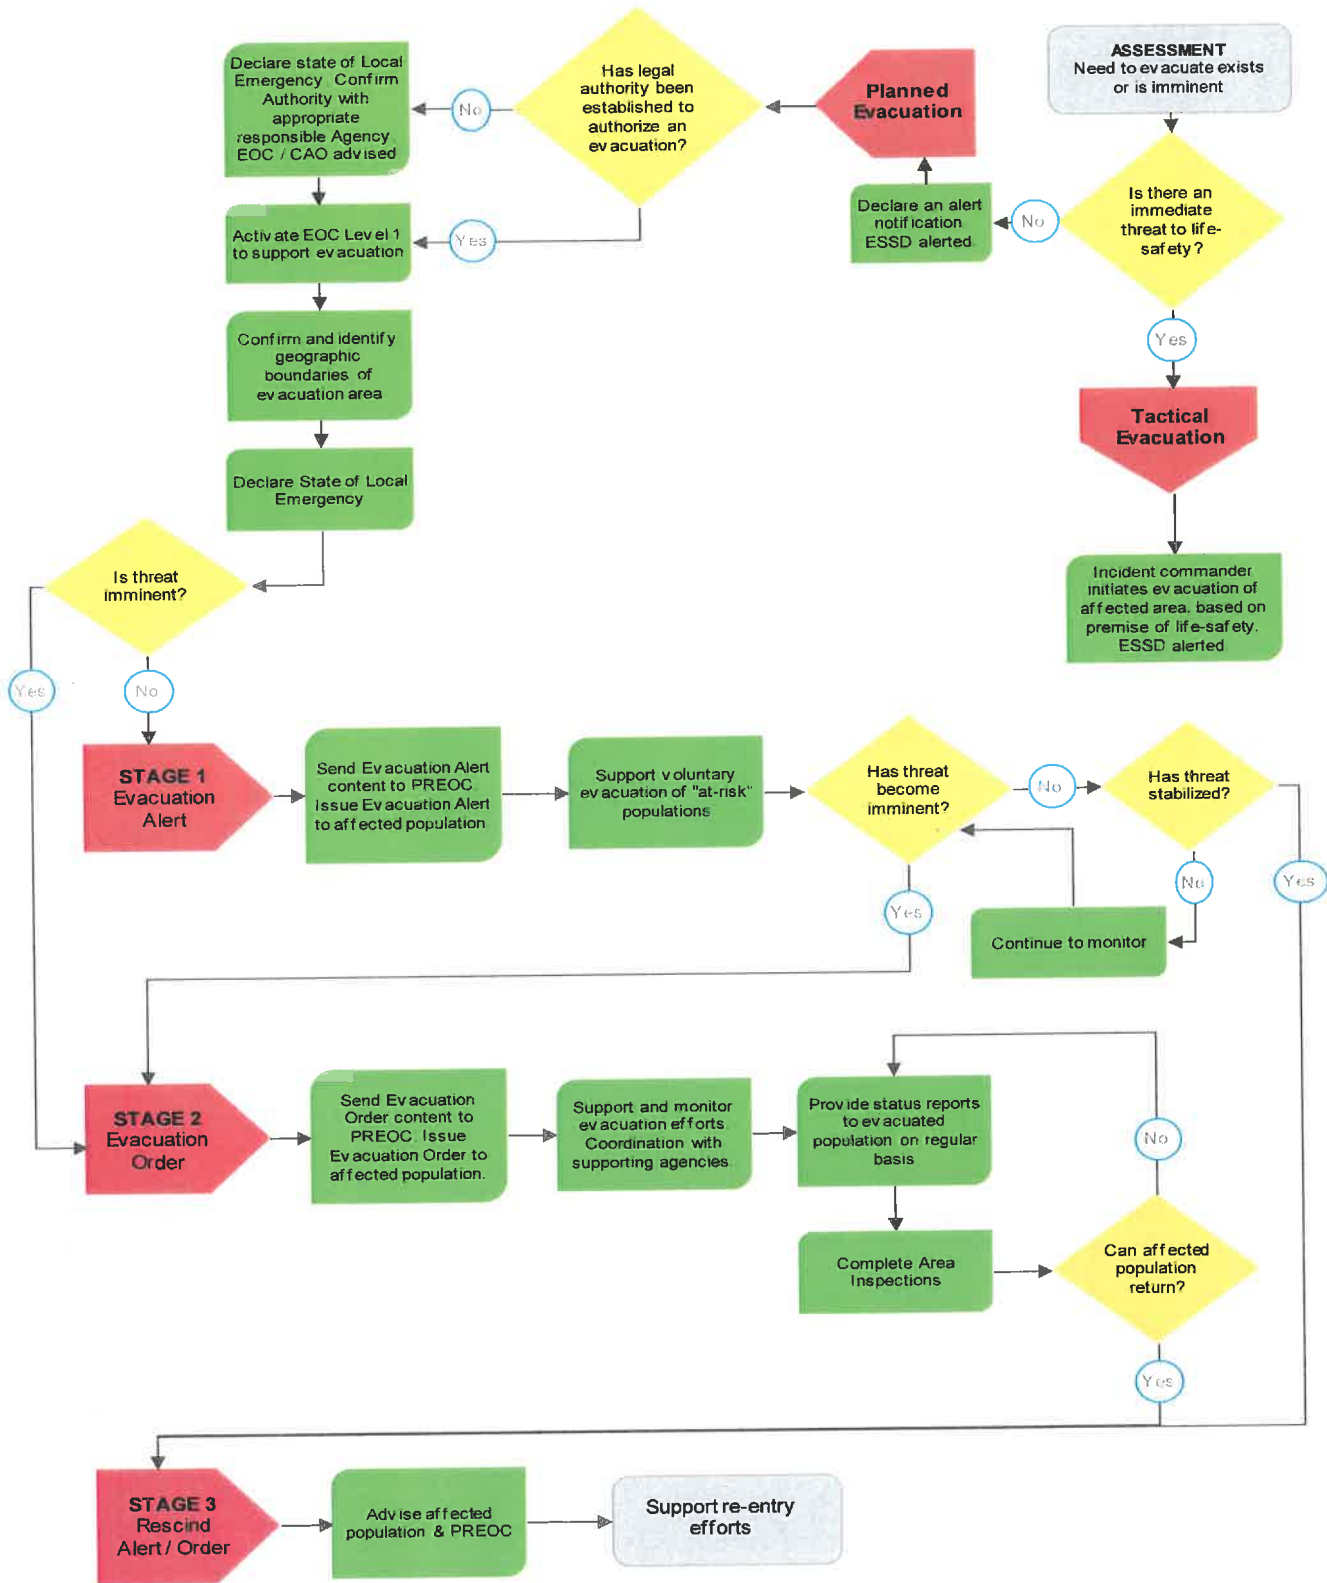 ASSESSMENT
Need to evacuate exists
or is imminent
Is there an
immediate
threat to life-
safety?
No
Declare an alert
notification
ESSD alerted.
Planned
Evacuation
Has legal
authority been
established to
authorize an
evacuation?
No
Declare state of Local
Emergency. Confirm
Authority with
appropriate
responsible Agency.
EOC / CAO advised
Yes
Activate EOC Level 1
to support evacuation
Confirm and identify
geographic
boundaries of
evacuation area
Declare State of Local
Emergency
Yes
Tactical
Evacuation
Incident commander
initiates evacuation of
affected area, based on
premise of life-safety.
ESSD alerted
Is threat
imminent?
Yes
No
STAGE 1
Evacuation
Alert
Send Evacuation Alert
content to PREOC.
Issue Evacuation Alert
to affected population
Support voluntary
evacuation of "at-risk"
populations
Has threat
become
imminent?
No
Has threat
stabilized?
No
Yes
Yes
Continue to monitor
STAGE 2
Evacuation
Order
Send Evacuation
Order content to
PREOC. Issue
Evacuation Order to
affected population.
Support and monitor
evacuation efforts.
Coordination with
supporting agencies.
Provide status reports
to evacuated
population on regular
basis
No
Complete Area
Inspections
Can affected
population
return?
Yes
STAGE 3
Rescind
Alert / Order
Advise affected
population & PREOC
Support re-entry
efforts